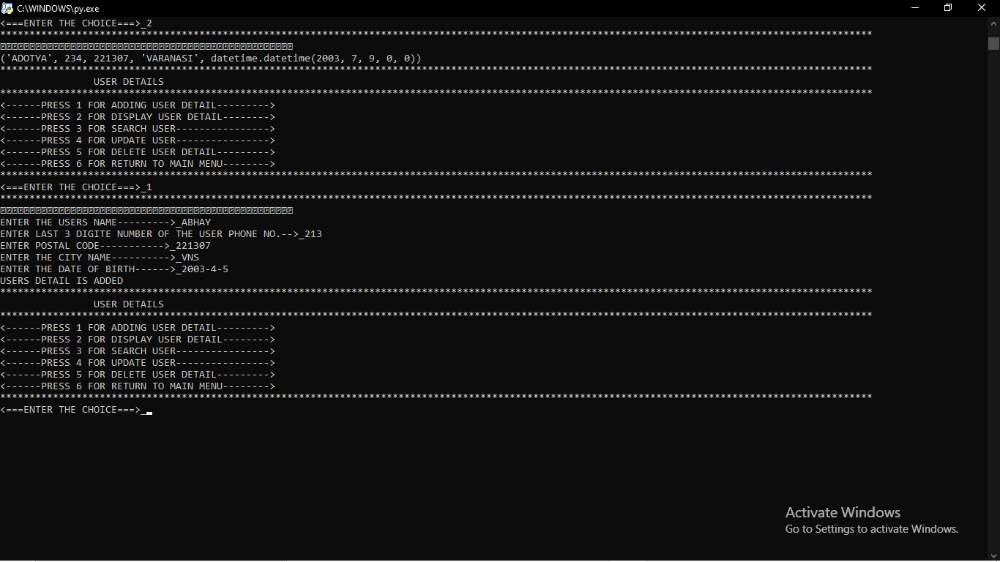 C:\WINDOWS\py.exe
<===ENTER THE CHOICE===>_2
*****************************************************************************************************************************************************
('ADOTYA', 234, 221307, 'VARANASI', datetime.datetime(2003, 7, 9, 0, 0))
*****************************************************************************************************************************************************
USER DETAILS
*****************************************************************************************************************************************************
<------PRESS 1 FOR ADDING USER DETAIL--------->
<------PRESS 2 FOR DISPLAY USER DETAIL-------->
<------PRESS 3 FOR SEARCH USER---------------->
<------PRESS 4 FOR UPDATE USER---------------->
<------PRESS 5 FOR DELETE USER DETAIL--------->
<------PRESS 6 FOR RETURN TO MAIN MENU-------->
*****************************************************************************************************************************************************
<===ENTER THE CHOICE===>_1
*****************************************************************************************************************************************************
ENTER THE USERS NAME--------->_ABHAY
ENTER LAST 3 DIGITE NUMBER OF THE USER PHONE NO.-->_213
ENTER POSTAL CODE----------->_221307
ENTER THE CITY NAME---------->_VNS
ENTER THE DATE OF BIRTH------>_2003-4-5
USERS DETAIL IS ADDED
*****************************************************************************************************************************************************
USER DETAILS
*****************************************************************************************************************************************************
<------PRESS 1 FOR ADDING USER DETAIL--------->
<------PRESS 2 FOR DISPLAY USER DETAIL-------->
<------PRESS 3 FOR SEARCH USER---------------->
<------PRESS 4 FOR UPDATE USER---------------->
<------PRESS 5 FOR DELETE USER DETAIL--------->
<------PRESS 6 FOR RETURN TO MAIN MENU-------->
*****************************************************************************************************************************************************
<===ENTER THE CHOICE===>_
Activate Windows
Go to Settings to activate Windows.